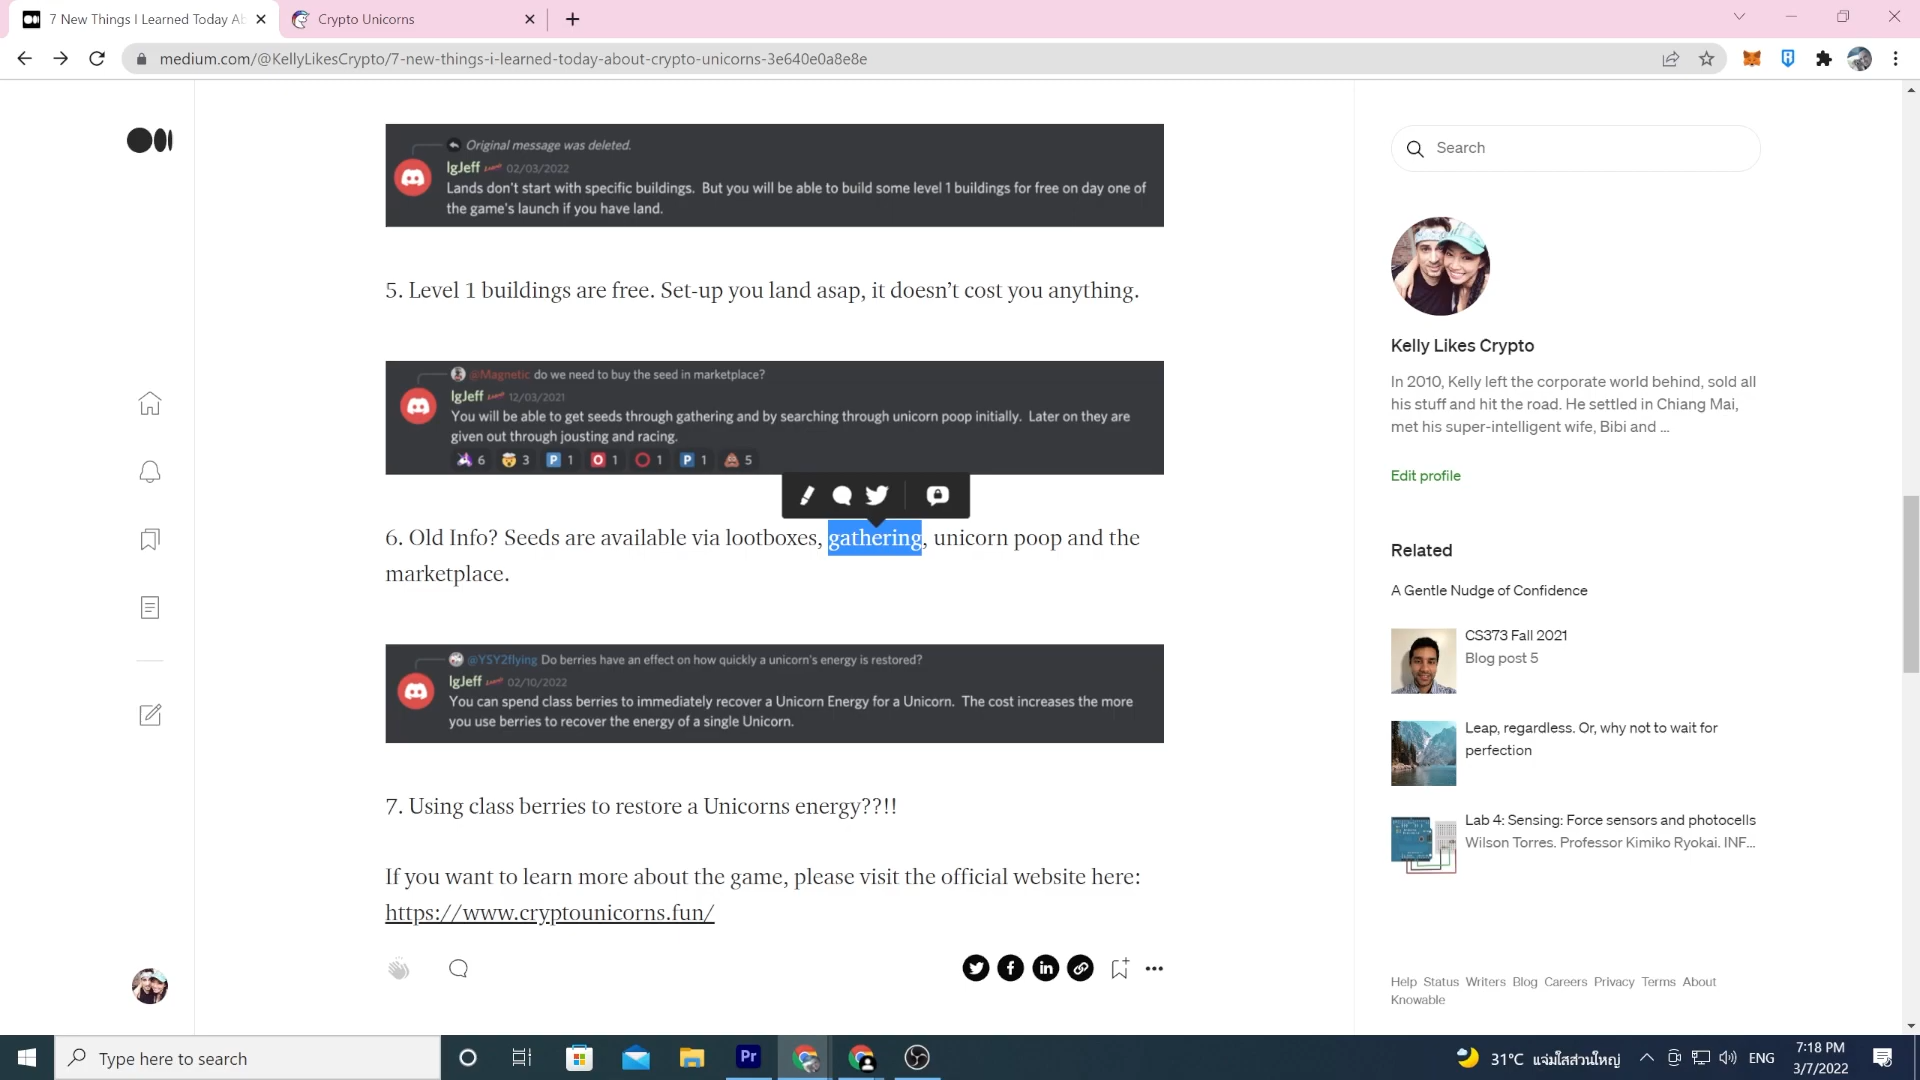 7 New Things I Learned Today Ab
Crypto Unicorns
medium.com/@KellyLikesCrypto/7-new-things-i-learned-today-about-crypto-unicorns-3e640e0a8e8e
Original message was deleted.
IgJeff 02/03/2022
Lands don't start with specific buildings. But you will be able to build some level 1 buildings for free on day one of
the game's launch if you have land.
5. Level 1 buildings are free. Set-up you land asap, it doesn’t cost you anything.
@Magnetic do we need to buy the seed in marketplace?
IgJeff 12/03/2021
You will be able to get seeds through gathering and by searching through unicorn poop initially. Later on they are
given out through jousting and racing.
6 3 P 1 O 1 1 P 1 5
6. Old Info? Seeds are available via lootboxes, gathering, unicorn poop and the
marketplace.
@YSY2flying Do berries have an effect on how quickly a unicorn's energy is restored?
IgJeff 02/10/2022
You can spend class berries to immediately recover a Unicorn Energy for a Unicorn. The cost increases the more
you use berries to recover the energy of a single Unicorn.
7. Using class berries to restore a Unicorns energy??!!
If you want to learn more about the game, please visit the official website here:
https://www.cryptounicorns.fun/
Search
Kelly Likes Crypto
In 2010, Kelly left the corporate world behind, sold all
his stuff and hit the road. He settled in Chiang Mai,
met his super-intelligent wife, Bibi and ...
Edit profile
Related
A Gentle Nudge of Confidence
CS373 Fall 2021
Blog post 5
Leap, regardless. Or, why not to wait for
perfection
Lab 4: Sensing: Force sensors and photocells
Wilson Torres. Professor Kimiko Ryokai. INF...
Help Status Writers Blog Careers Privacy Terms About
Knowable
Type here to search
Pr
31°C แจ่มใสส่วนใหญ่
ENG
7:18 PM
3/7/2022